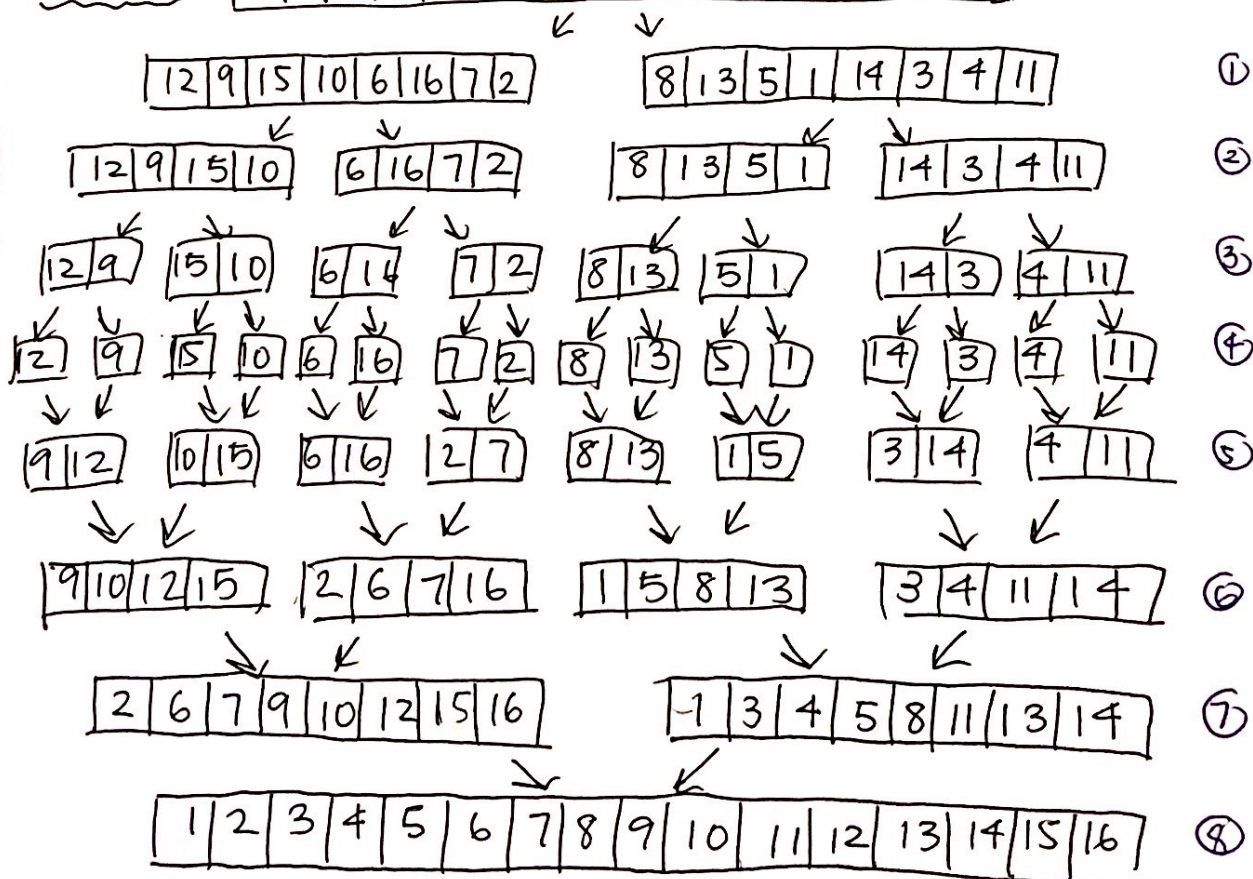 12 9 15 10 6 16 7 2 8 13 5 1 14 3 4 11 ①
12 9 15 10 6 16 7 2 8 13 5 1 14 3 4 11 ②
12 9 15 10 6 16 7 2 8 13 5 1 14 3 4 11 ③
12 9 15 10 6 16 7 2 8 13 5 1 14 3 4 11 ④
9 12 10 15 6 16 2 7 8 13 1 5 3 14 4 11 ⑤
9 10 12 15 2 6 7 16 1 5 8 13 3 4 11 14 ⑥
2 6 7 9 10 12 15 16 1 3 4 5 8 11 13 14 ⑦
1 2 3 4 5 6 7 8 9 10 11 12 13 14 15 16 ⑧